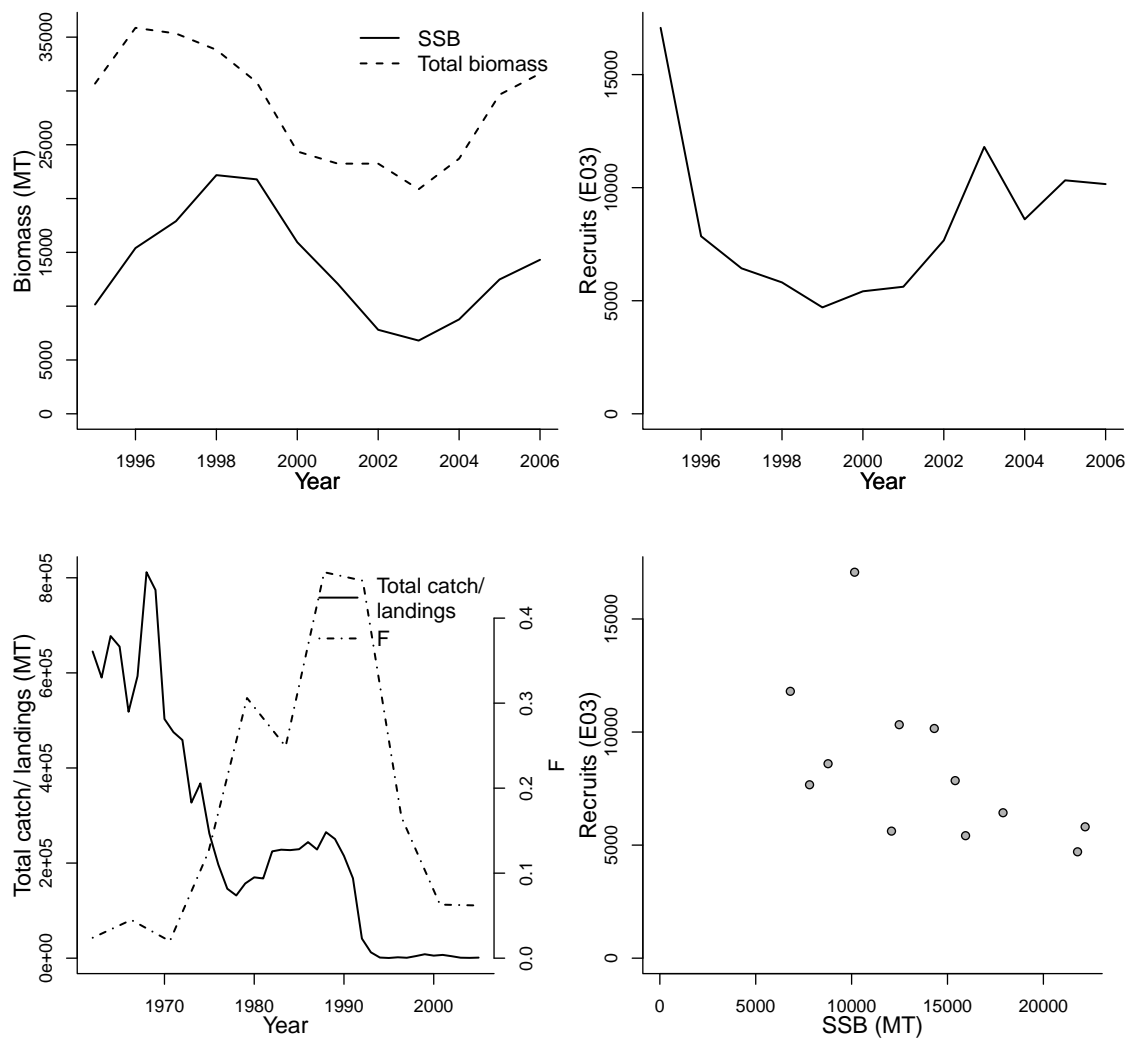 35000
25000
15000
5000
0
Biomass (MT)
SSB
Total biomass
1996
1998
2000
2002
2004
2006
Year
15000
10000
5000
0
Recruits (E03)
1996
1998
2000
2002
2004
2006
Year
8e+05
6e+05
4e+05
2e+05
0e+00
Total catch/ landings (MT)
Total catch/
landings
F
0.4
0.3
0.2
0.1
0.0
F
1970
1980
1990
2000
Year
15000
10000
5000
0
Recruits (E03)
0
5000
10000
15000
20000
SSB (MT)